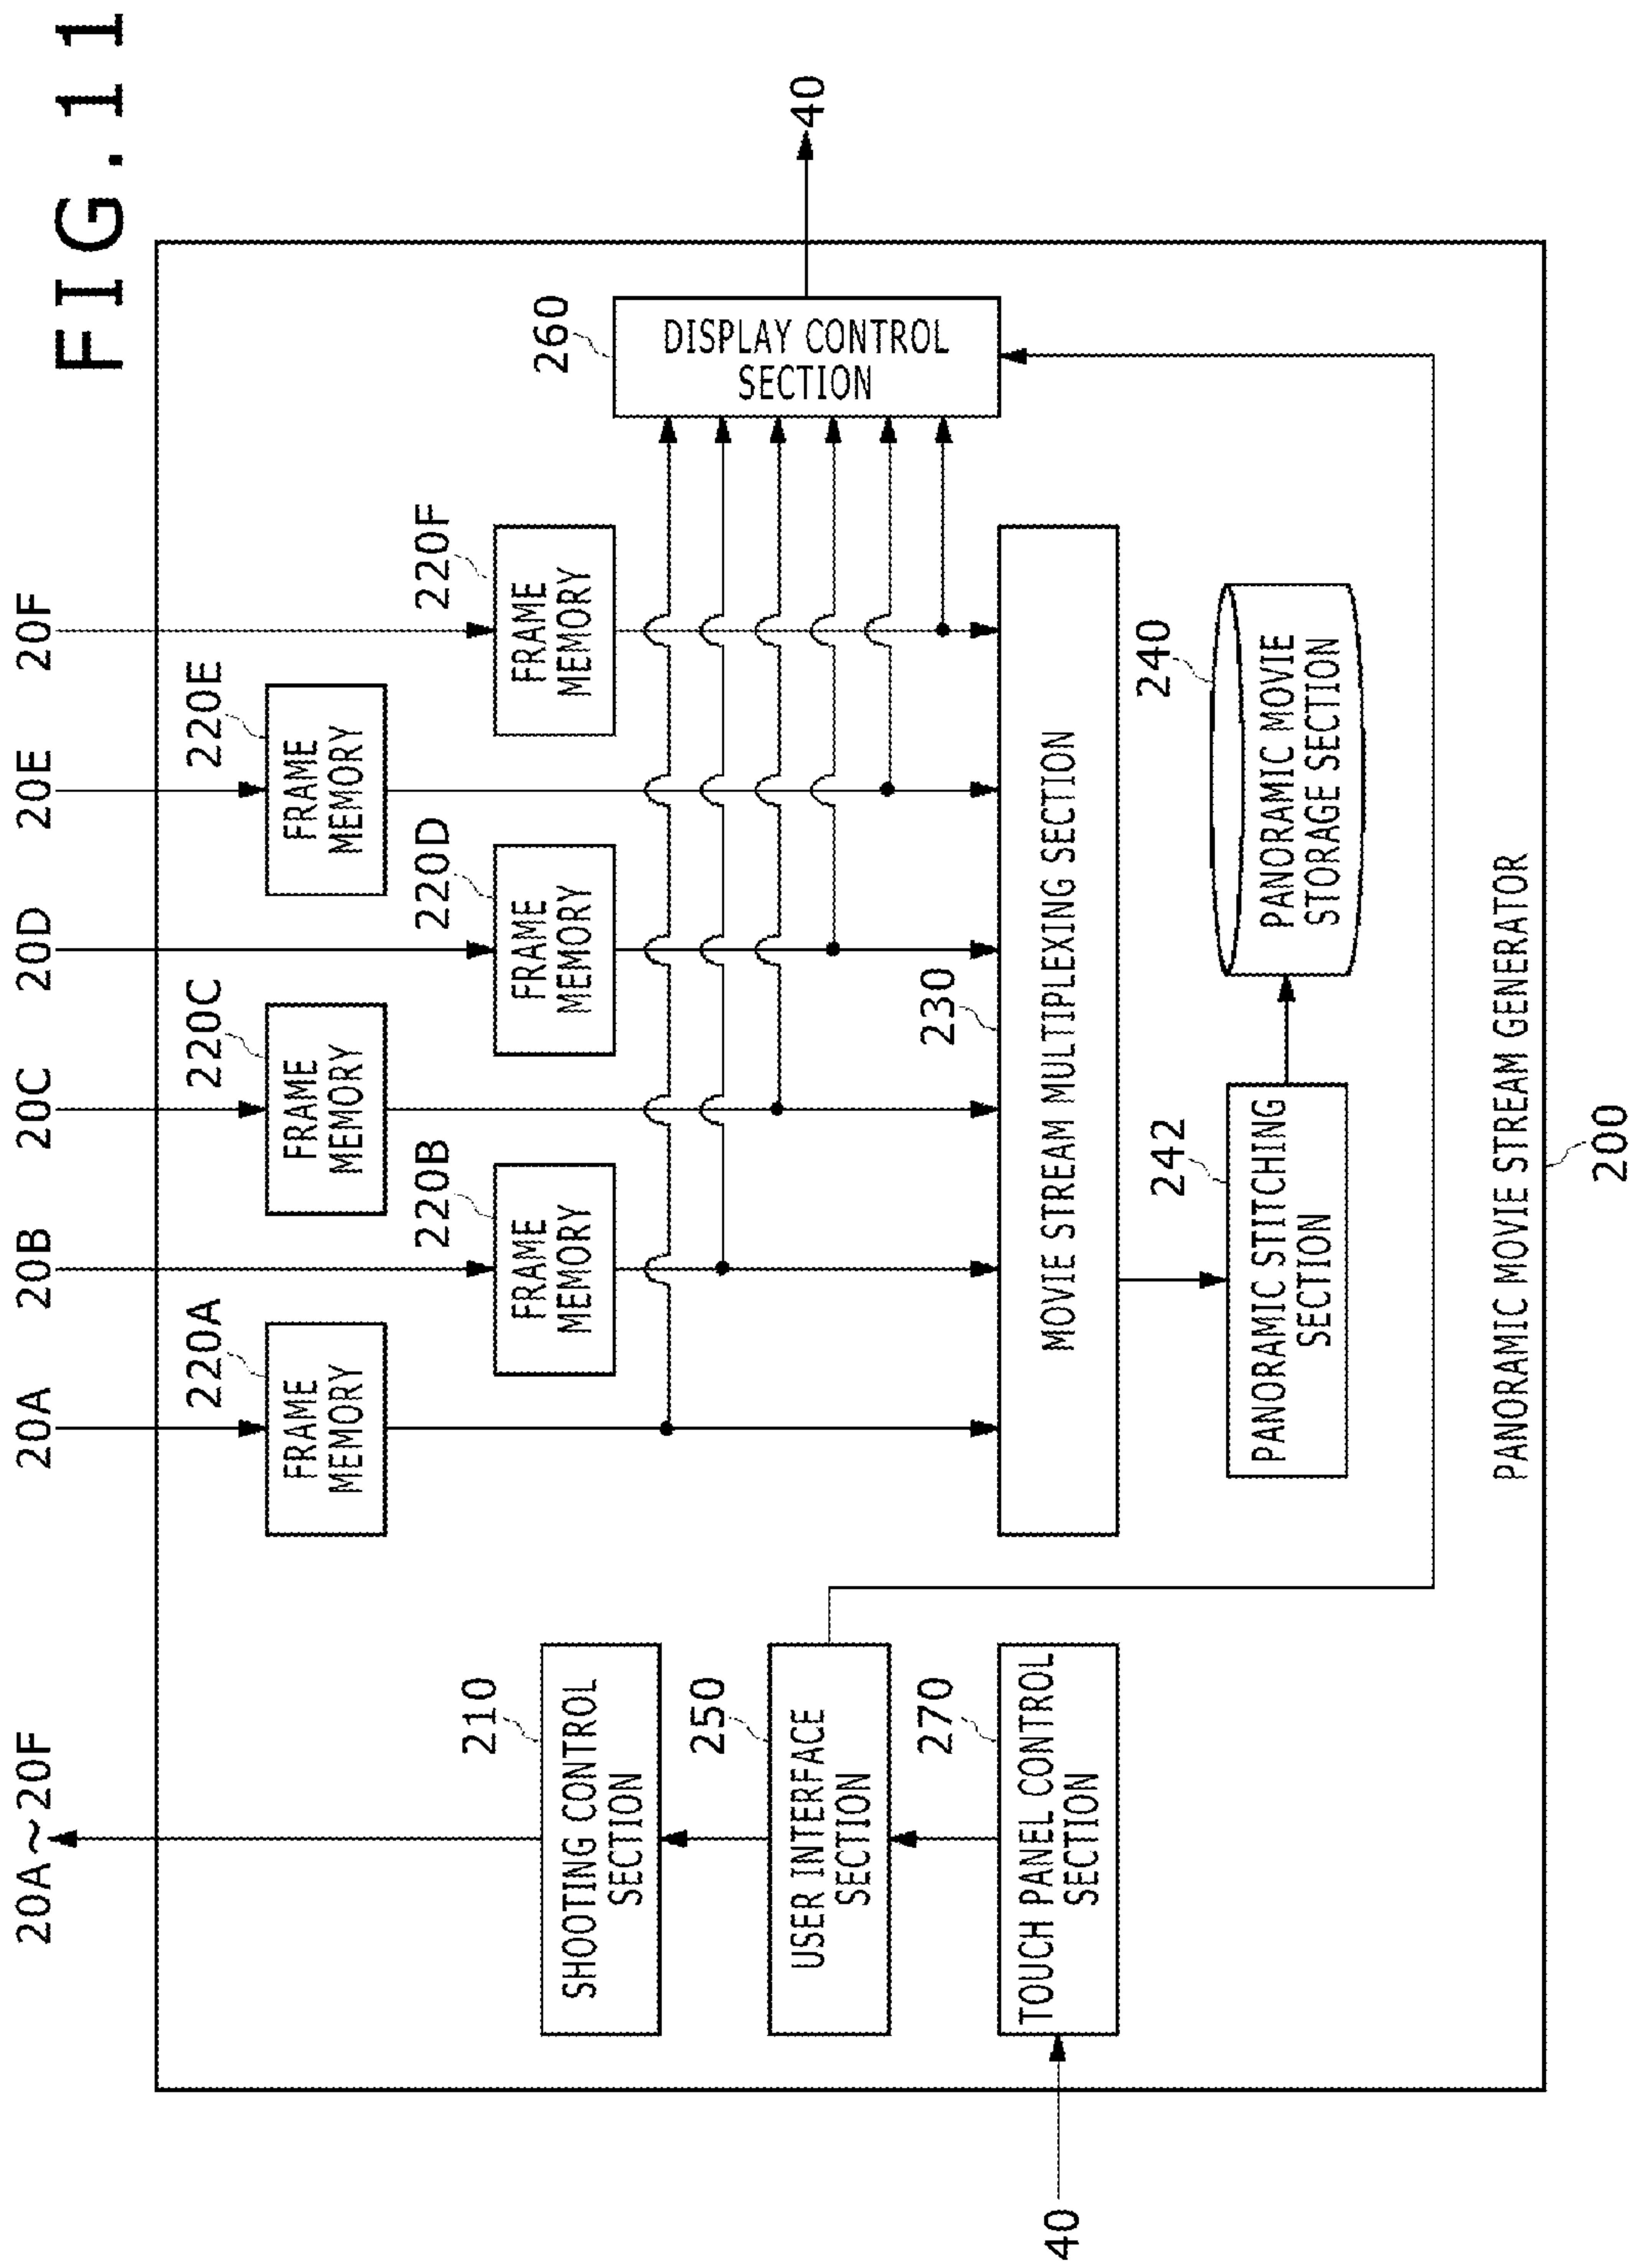 FIG. 11
20A~20F
20A
20B
20C
20D
20E
20F
220A
FRAME
MEMORY
220C
FRAME
MEMORY
220E
FRAME
MEMORY
220B
FRAME
MEMORY
220D
FRAME
MEMORY
220F
FRAME
MEMORY
210
SHOOTING CONTROL
SECTION
250
USER INTERFACE
SECTION
270
TOUCH PANEL CONTROL
SECTION
40
260
DISPLAY CONTROL
SECTION
40
230
MOVIE STREAM MULTIPLEXING SECTION
242
PANORAMIC STITCHING
SECTION
240
PANORAMIC MOVIE
STORAGE SECTION
PANORAMIC MOVIE STREAM GENERATOR
200